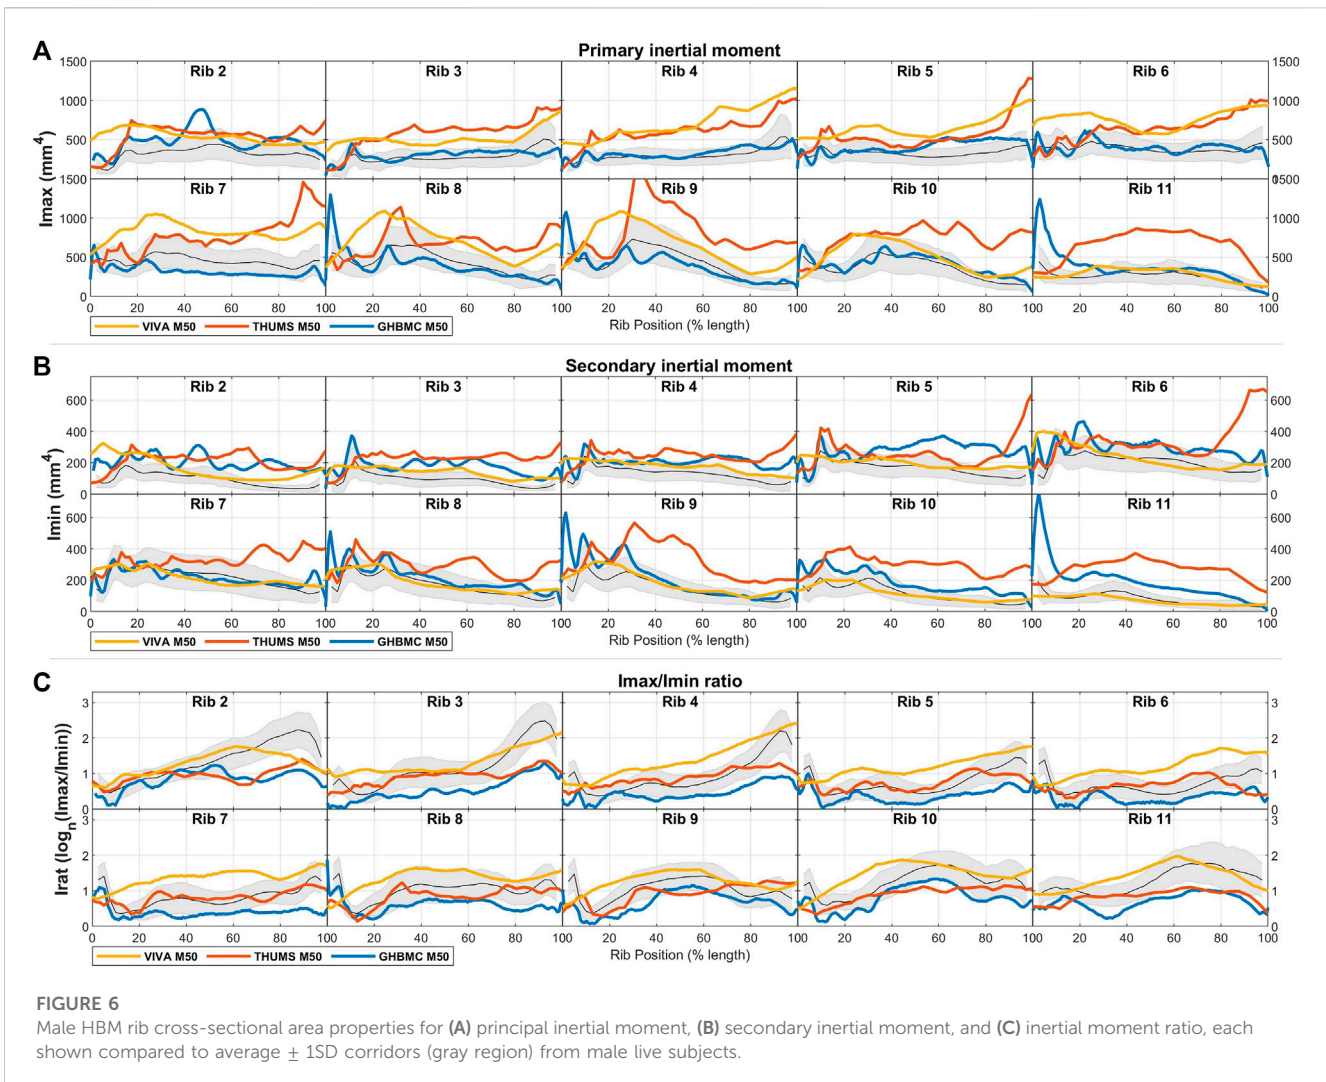 A
Primary inertial moment
Rib 2 Rib 3 Rib 4 Rib 5 Rib 6
1500 1000 500 1500 1000 500
Imax (mm4)
Rib 7 Rib 8 Rib 9 Rib 10 Rib 11
1500 1000 500 0 0 1500 1000 500 0
0 20 40 60 80 100 20 40 60 80 100 20 40 60 80 100 20 40 60 80 100 20 40 60 80 100
Rib Position (% length)
VIVA M50 THUMS M50 GHBMC M50
B
Secondary inertial moment
Rib 2 Rib 3 Rib 4 Rib 5 Rib 6
600 400 200 0 600 400 200 0
Imin (mm4)
Rib 7 Rib 8 Rib 9 Rib 10 Rib 11
600 400 200 0 600 400 200 0
0 20 40 60 80 100 20 40 60 80 100 20 40 60 80 100 20 40 60 80 100 20 40 60 80 100
Rib Position (% length)
VIVA M50 THUMS M50 GHBMC M50
C
Imax/Imin ratio
Rib 2 Rib 3 Rib 4 Rib 5 Rib 6
3 2 1 0 3 2 1 0
Irat (logn(Imax/Imin))
Rib 7 Rib 8 Rib 9 Rib 10 Rib 11
3 2 1 0 3 2 1 0
0 20 40 60 80 100 20 40 60 80 100 20 40 60 80 100 20 40 60 80 100 20 40 60 80 100
Rib Position (% length)
VIVA M50 THUMS M50 GHBMC M50
FIGURE 6
Male HBM rib cross-sectional area properties for (A) principal inertial moment, (B) secondary inertial moment, and (C) inertial moment ratio, each
shown compared to average ± 1SD corridors (gray region) from male live subjects.